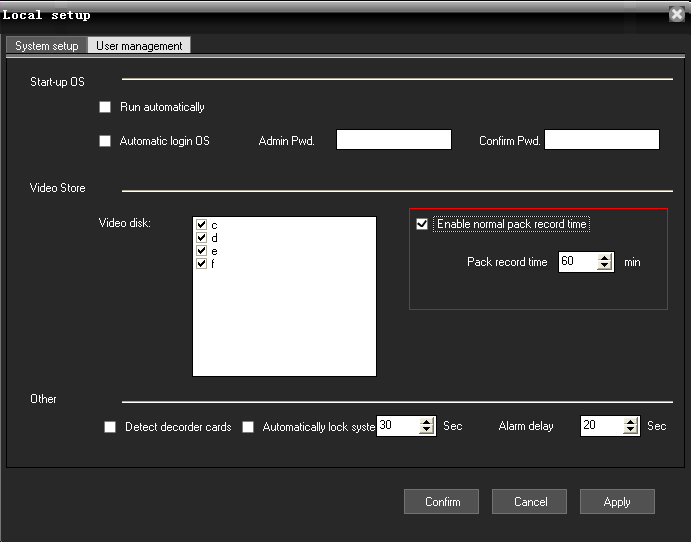 Local setup
System setup User management
Start-up OS
Run automatically
Automatic login OS Admin Pwd. Confirm Pwd.
Video Store
Video disk: c
d
e
f
Enable normal pack record time
Pack record time 60 min
Other
Detect decorder cards Automatically lock syste 30 Sec Alarm delay 20 Sec
Confirm Cancel Apply